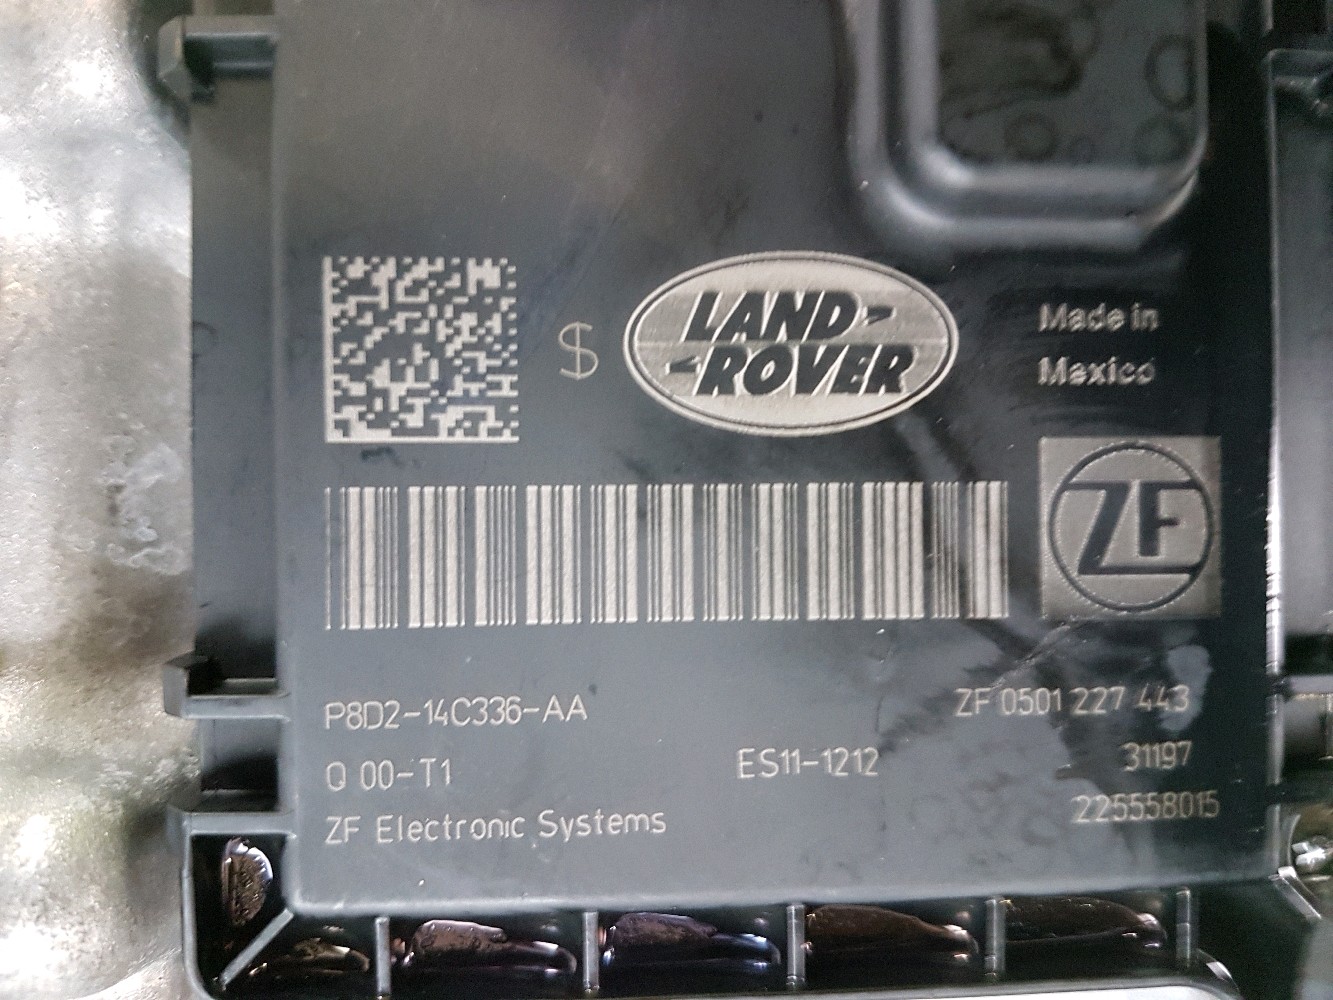 $
LAND
ROVER
Made in
Mexico
ZF
P8D2-14C336-AA
ZF 0501 227 443
Q 00-T1
ES11-1212
31197
225558015
ZF Electronic Systems